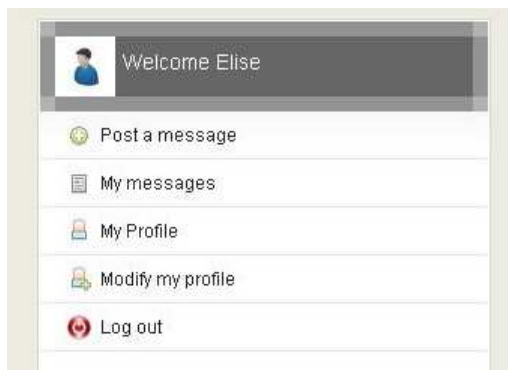 Welcome Elise
Post a message
My messages
My Profile
Modify my profile
Log out